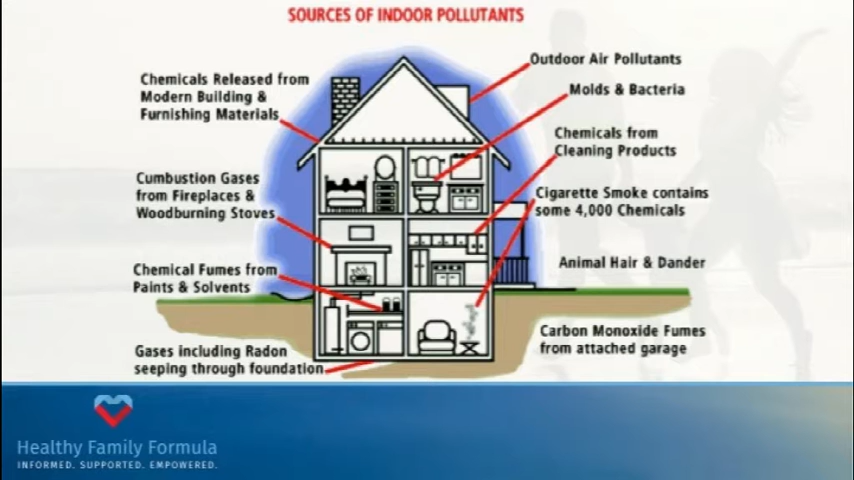 SOURCES OF INDOOR POLLUTANTS
Chemicals Released from
Modern Building &
Furnishing Materials
Cumbustion Gases
from Fireplaces &
Woodburning Stoves
Chemical Fumes from
Paints & Solvents
Gases including Radon
seeping through foundation
Outdoor Air Pollutants
Molds & Bacteria
Chemicals from
Cleaning Products
Cigarette Smoke contains
some 4,000 Chemicals
Animal Hair & Dander
Carbon Monoxide Fumes
from attached garage
Healthy Family Formula
INFORMED. SUPPORTED. EMPOWERED.